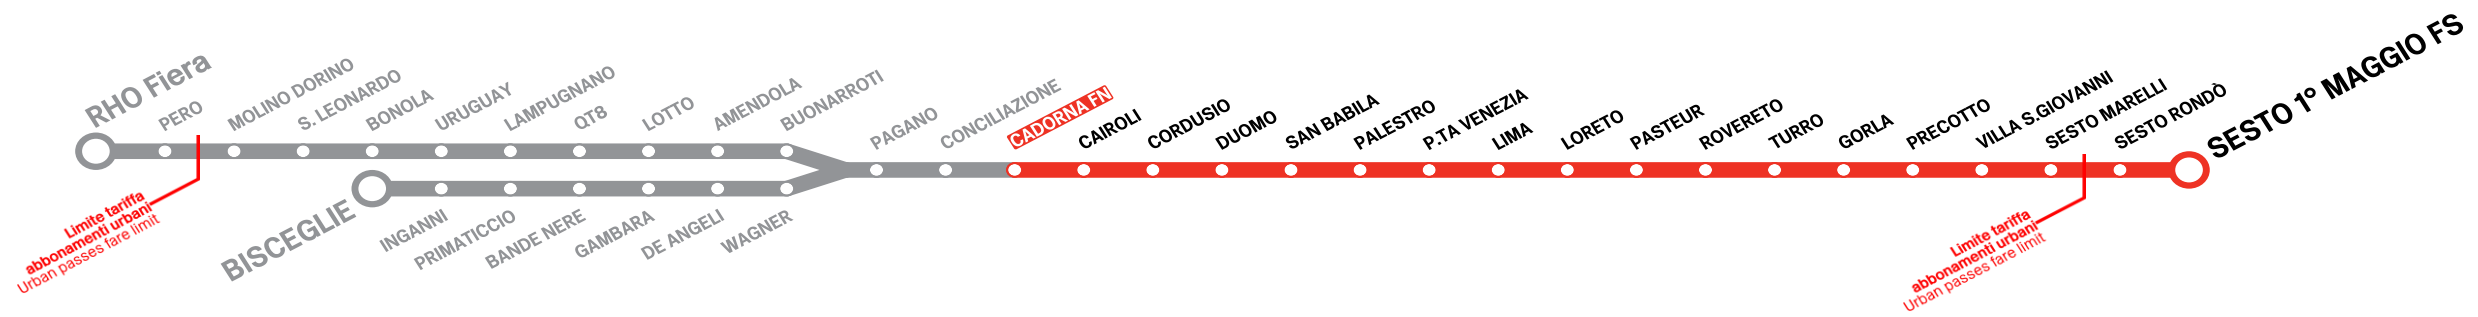 RHO Fiera
PERO
MOLINO DORINO
S. LEONARDO
BONOLA
URUGUAY
LAMPUGNANO
QT8
LOTTO
AMENDOLA
BUONARROTI
PAGANO
CONCILIAZIONE
CADORNA FN
CAIROLI
CORDUSIO
DUOMO
SAN BABILA
PALESTRO
P.TA VENEZIA
LIMA
LORETO
PASTEUR
ROVERETO
TURRO
GORLA
PRECOTTO
VILLA S.GIOVANNI
SESTO MARELLI
SESTO RONDÒ
SESTO 1° MAGGIO FS
Limite tariffa
abbonamenti urbani
Urban passes fare limit
BISCEGLIE
INGANNI
PRIMATICCIO
BANDE NERE
GAMBARA
DE ANGELI
WAGNER
Limite tariffa
abbonamenti urbani
Urban passes fare limit